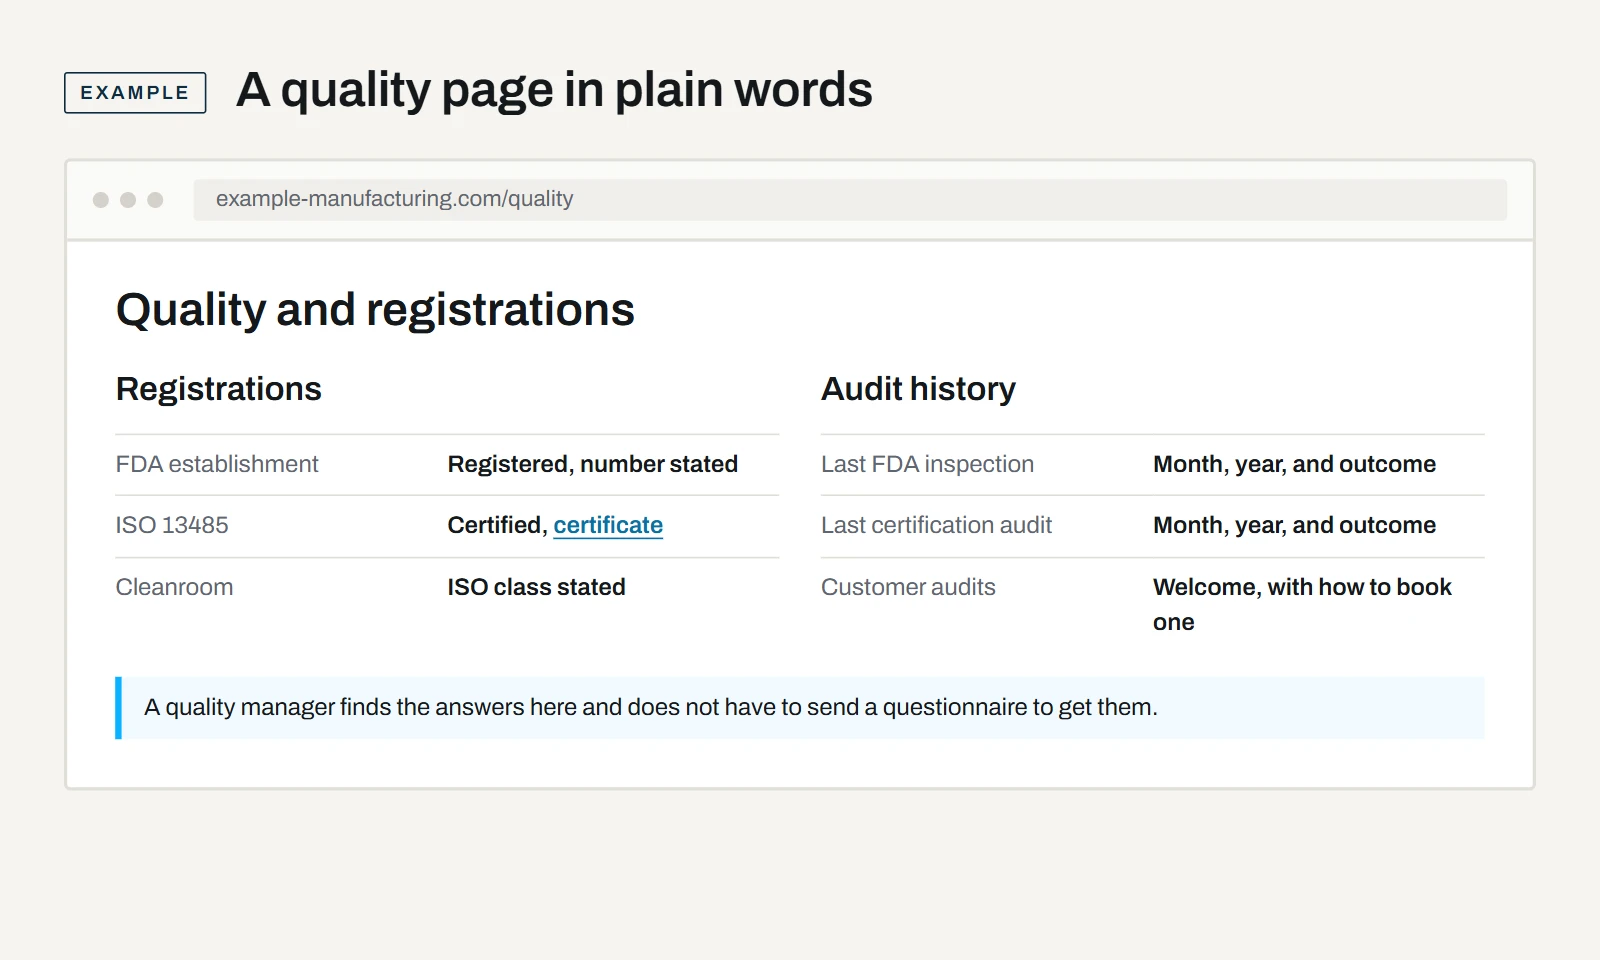 EXAMPLE
A quality page in plain words
example-manufacturing.com/quality
Quality and registrations
Registrations
FDA establishment Registered, number stated
ISO 13485 Certified, certificate
Cleanroom ISO class stated
Audit history
Last FDA inspection Month, year, and outcome
Last certification audit Month, year, and outcome
Customer audits Welcome, with how to book
one
A quality manager finds the answers here and does not have to send a questionnaire to get them.